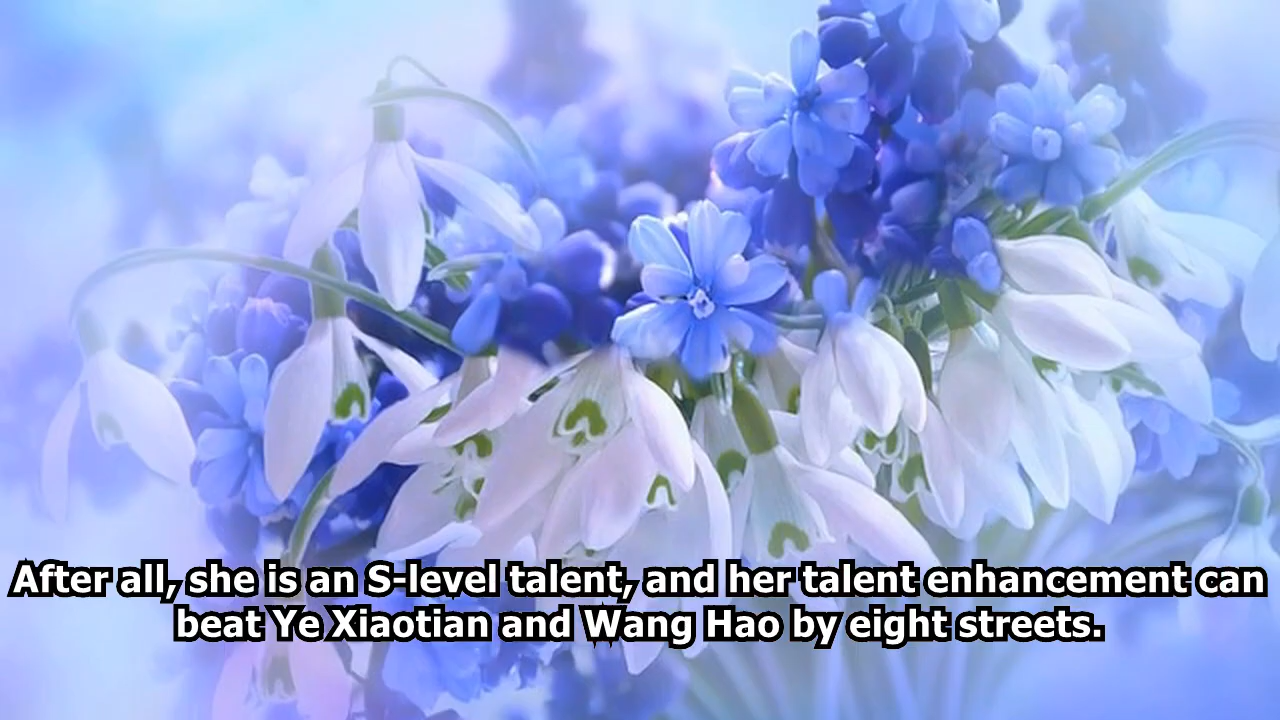 After all, she is an S-level talent, and her talent enhancement can
beat Ye Xiaotian and Wang Hao by eight streets.